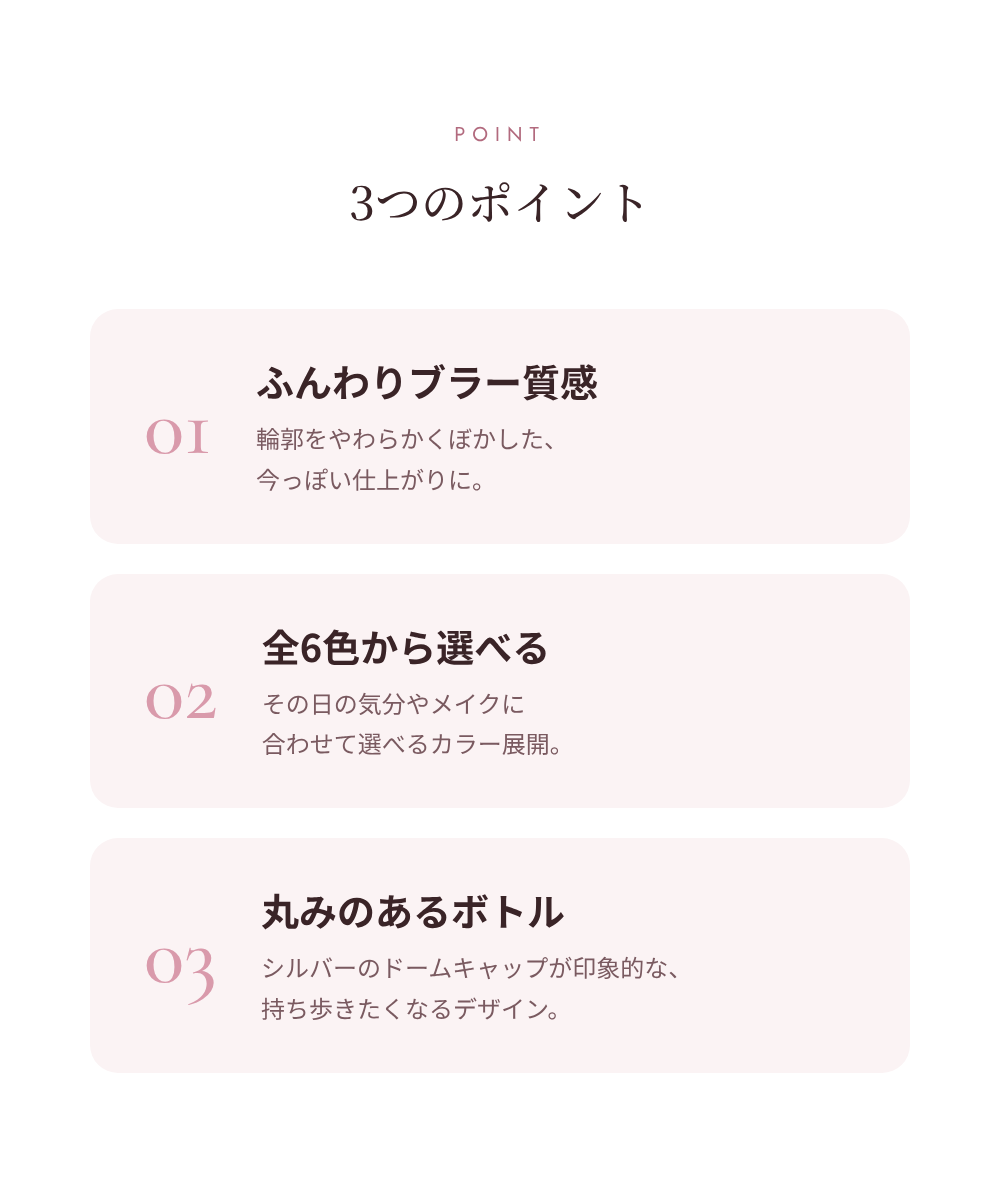 POINT
3つのポイント
01
ふんわりブラー質感
輪郭をやわらかくぼかした、
今っぽい仕上がりに。
02
全6色から選べる
その日の気分やメイクに
合わせて選べるカラー展開。
03
丸みのあるボトル
シルバーのドームキャップが印象的な、
持ち歩きたくなるデザイン。